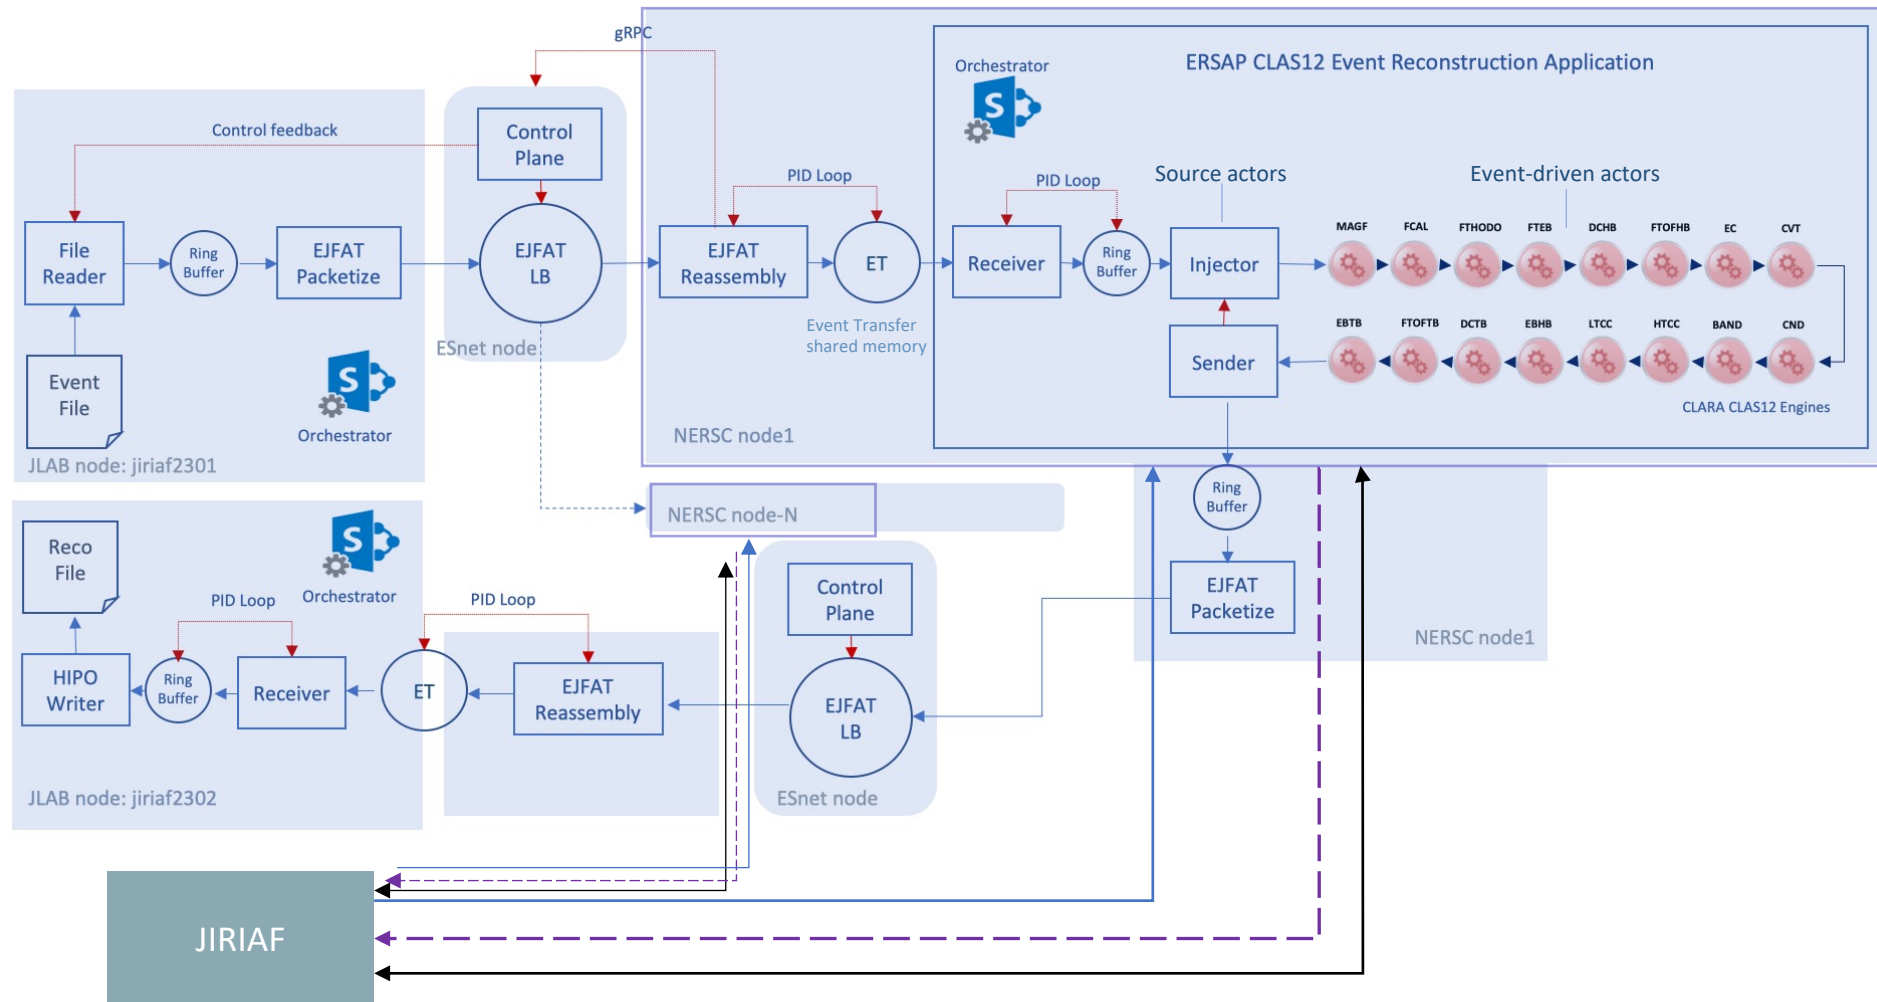 gRPC
ERSAP CLAS12 Event Reconstruction Application
Orchestrator
S
Control feedback
Control
Plane
PID Loop
PID Loop
Source actors
Event-driven actors
File
Reader
Ring
Buffer
EJFAT
Packetize
EJFAT
LB
EJFAT
Reassembly
ET
Receiver
Ring
Buffer
Injector
MAGF
FCAL
FTHODO
FTEB
DCHB
FTOFHB
EC
CVT
Event Transfer
shared memory
EBTB
FTOFTB
DCTB
EBHB
LTCC
HTCC
BAND
CND
Sender
CLARA CLAS12 Engines
ESnet node
Event
File
S
Orchestrator
JLAB node: jiriaf2301
NERSC node1
Ring
Buffer
NERSC node-N
Reco
File
S
Orchestrator
PID Loop
PID Loop
Control
Plane
EJFAT
Packetize
NERSC node1
HIPO
Writer
Ring
Buffer
Receiver
ET
EJFAT
Reassembly
EJFAT
LB
JLAB node: jiriaf2302
ESnet node
JIRIAF